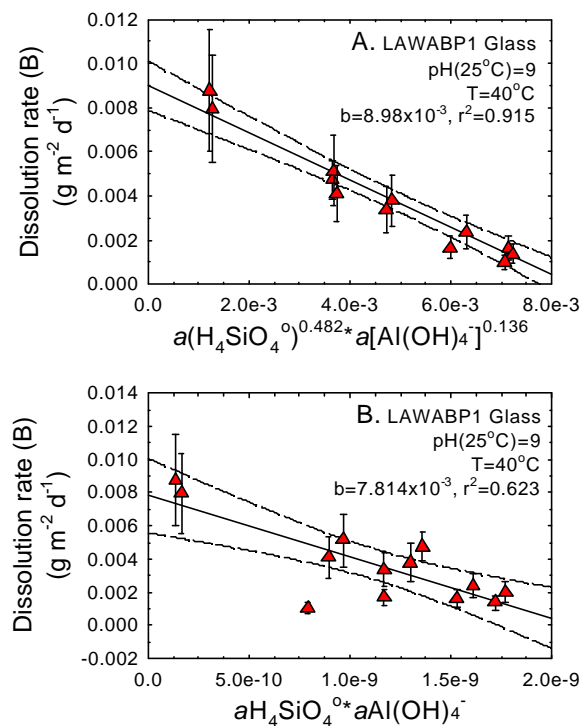 A. LAWABP1 Glass
pH(25°C)=9
T=40°C
b=8.98x10⁻³, r²=0.915
Dissolution rate (B)
(g m⁻² d⁻¹)
0.012
0.010
0.008
0.006
0.004
0.002
0.000
0.0 2.0e-3 4.0e-3 6.0e-3 8.0e-3
a(H₄SiO₄°)^0.482*a[Al(OH)₄⁻]^0.136
B. LAWABP1 Glass
pH(25°C)=9
T=40°C
b=7.814x10⁻³, r²=0.623
Dissolution rate (B)
(g m⁻² d⁻¹)
0.014
0.012
0.010
0.008
0.006
0.004
0.002
0.000
-0.002
0.0 5.0e-10 1.0e-9 1.5e-9 2.0e-9
aH₄SiO₄°*aAl(OH)₄⁻